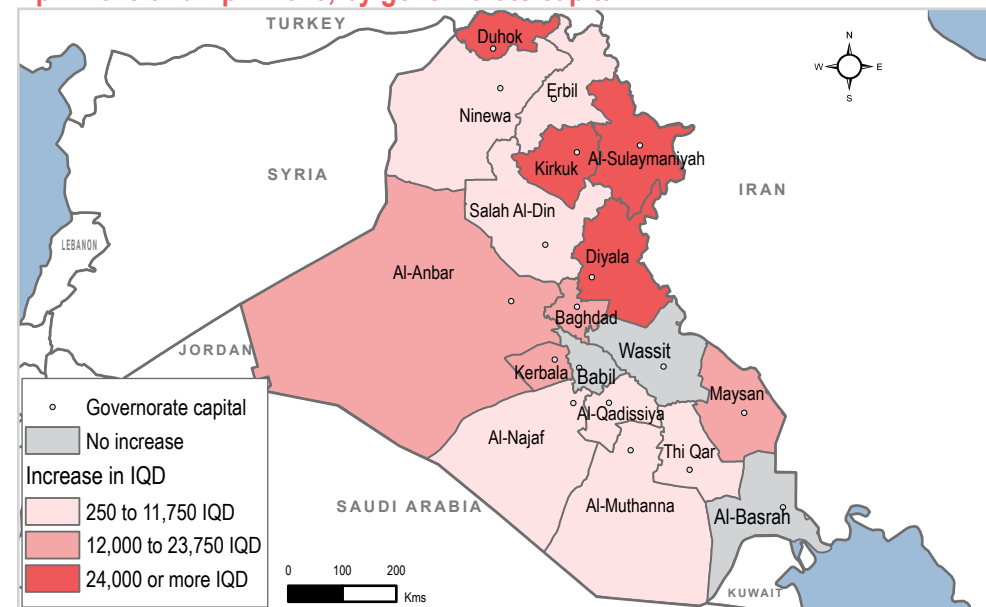 TURKEY
Duhok
N
W
E
S
Erbil
Ninewa
Kirkuk
Al-Sulaymaniyah
SYRIA
IRAN
Salah Al-Din
LEBANON
Diyala
Al-Anbar
Baghdad
JORDAN
Wassit
Kerbala
Babil
Maysan
Al-Qadissiya
Al-Najaf
Thi Qar
SAUDI ARABIA
Al-Muthanna
Al-Basrah
KUWAIT
Governorate capital
No increase
Increase in IQD
250 to 11,750 IQD
12,000 to 23,750 IQD
24,000 or more IQD
0 100 200
Kms